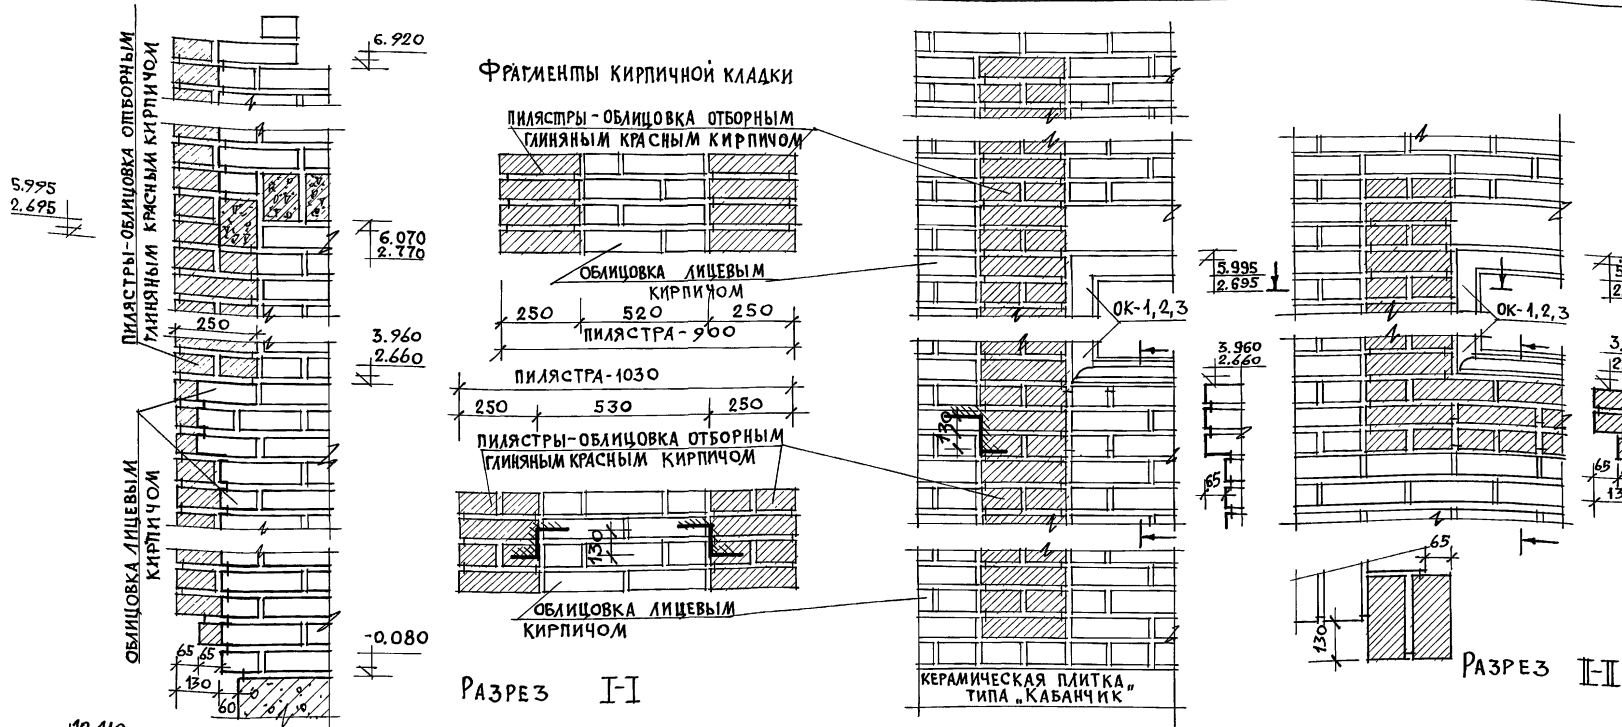 ПИЛЯСТРЫ-ОБЛИЦОВКА ОТБОРНЫМ
ГЛИНЯНЫМ КРАСНЫМ КИРПИЧОМ
6.920
5.995
2.695
6.070
2.770
250
3.960
2.660
ОБЛИЦОВКА ЛИЦЕВЫМ
КИРПИЧОМ
-0.080
65 65
130
60
ФРАГМЕНТЫ КИРПИЧНОЙ КЛАДКИ
ПИЛЯСТРЫ-ОБЛИЦОВКА ОТБОРНЫМ
ГЛИНЯНЫМ КРАСНЫМ КИРПИЧОМ
ОБЛИЦОВКА ЛИЦЕВЫМ
КИРПИЧОМ
250 520 250
ПИЛЯСТРА-900
ПИЛЯСТРА-1030
250 530 250
ПИЛЯСТРЫ-ОБЛИЦОВКА ОТБОРНЫМ
ГЛИНЯНЫМ КРАСНЫМ КИРПИЧОМ
130
ОБЛИЦОВКА ЛИЦЕВЫМ
КИРПИЧОМ
РАЗРЕЗ I-I
5.995
2.695
ОК-1,2,3
3.960
2.660
130
65
КЕРАМИЧЕСКАЯ ПЛИТКА
ТИПА „КАБАНЧИК"
ОК-1,2,3
65
65
130
РАЗРЕЗ II-II